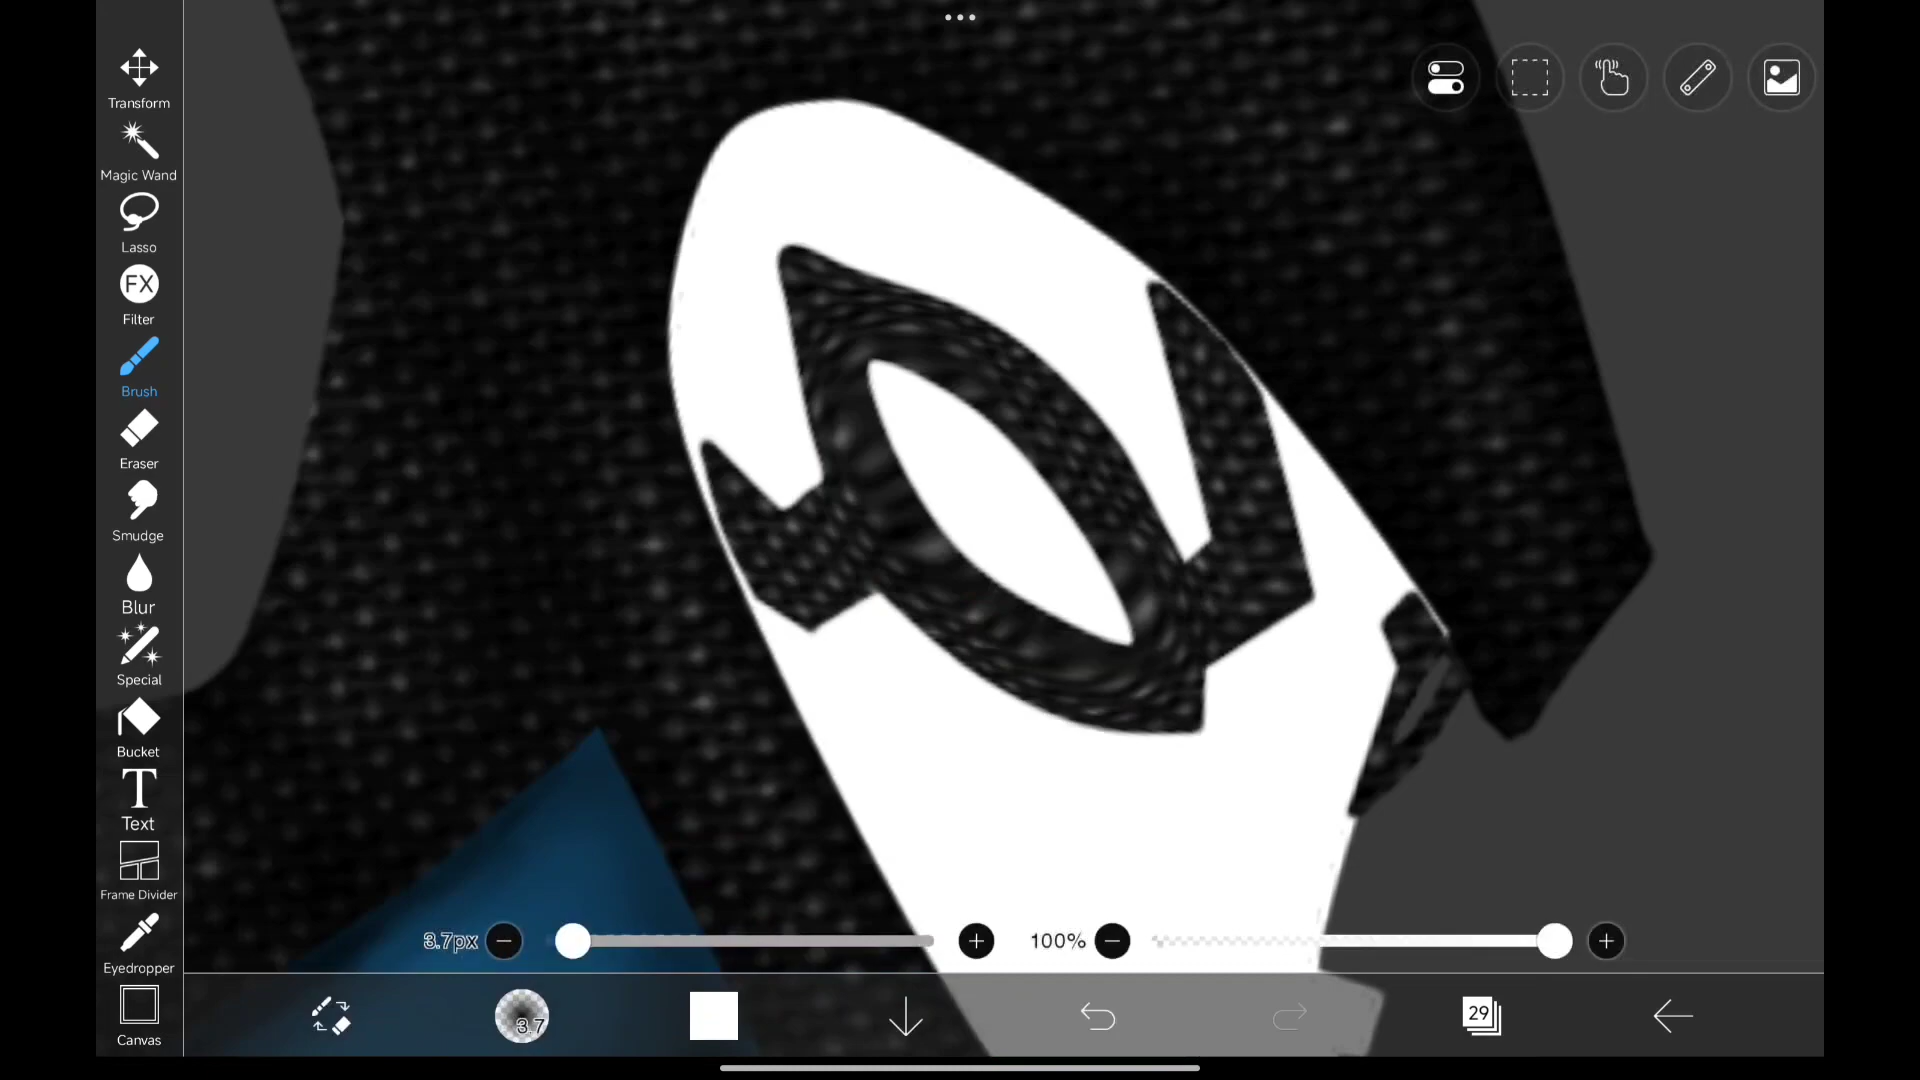 Transform
Magic Wand
Lasso
FX
Filter
Brush
Eraser
Smudge
Blur
Special
Bucket
T
Text
Frame Divider
Eyedropper
Canvas
3.7px
100%
3.7
29